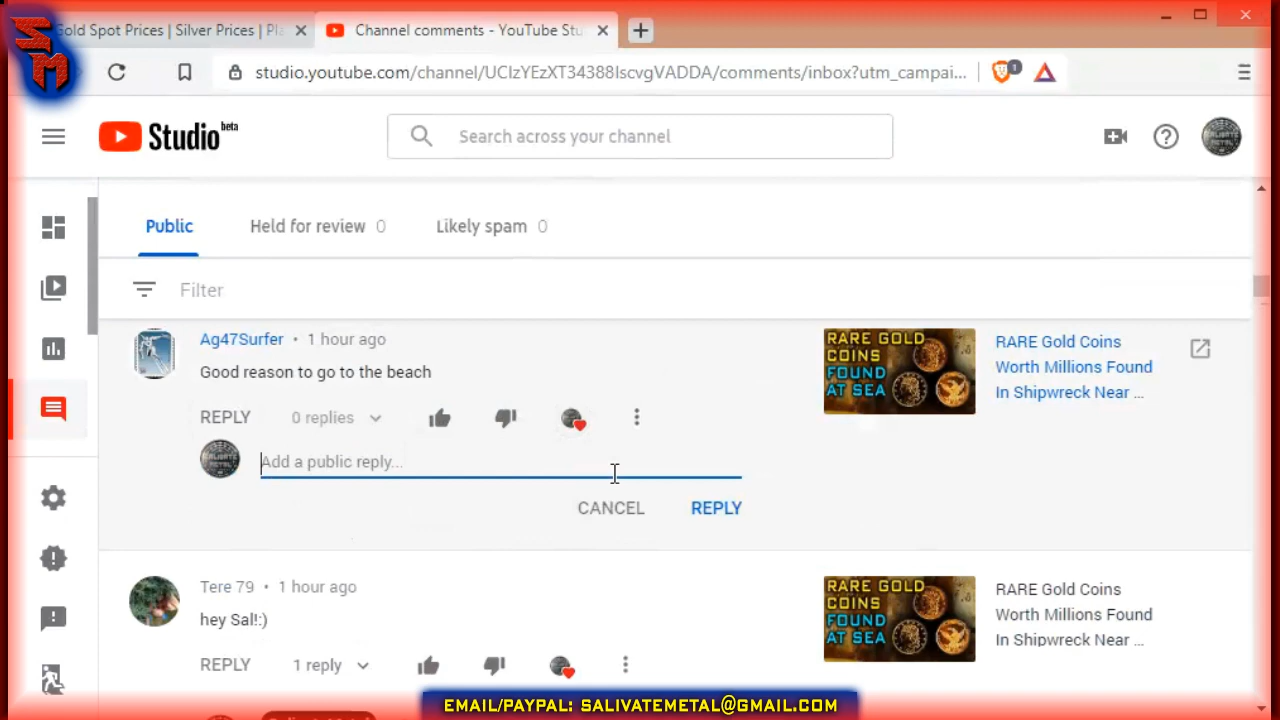 SM
Gold Spot Prices | Silver Prices | Pla
Channel comments - YouTube Stu
studio.youtube.com/channel/UCIzYEzXT34388IscvgVADDA/comments/inbox?utm_campai...
1
Studio beta
Search across your channel
Public
Held for review 0
Likely spam 0
Filter
Ag47Surfer • 1 hour ago
Good reason to go to the beach
REPLY 0 replies
Add a public reply...
CANCEL REPLY
RARE GOLD
COINS
FOUND
AT SEA
RARE Gold Coins
Worth Millions Found
In Shipwreck Near ...
Tere 79 • 1 hour ago
hey Sal!:)
REPLY 1 reply
RARE GOLD
COINS
FOUND
AT SEA
RARE Gold Coins
Worth Millions Found
In Shipwreck Near ...
EMAIL/PAYPAL: SALIVATEMETAL@GMAIL.COM